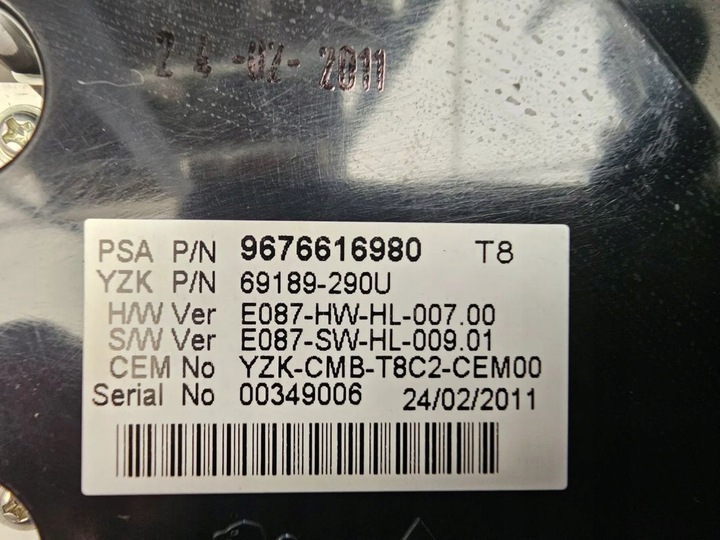 24-02-2011
PSA P/N 9676616980 T8
YZK P/N 69189-290U
H/W Ver E087-HW-HL-007.00
S/W Ver E087-SW-HL-009.01
CEM No YZK-CMB-T8C2-CEM00
Serial No 00349006 24/02/2011